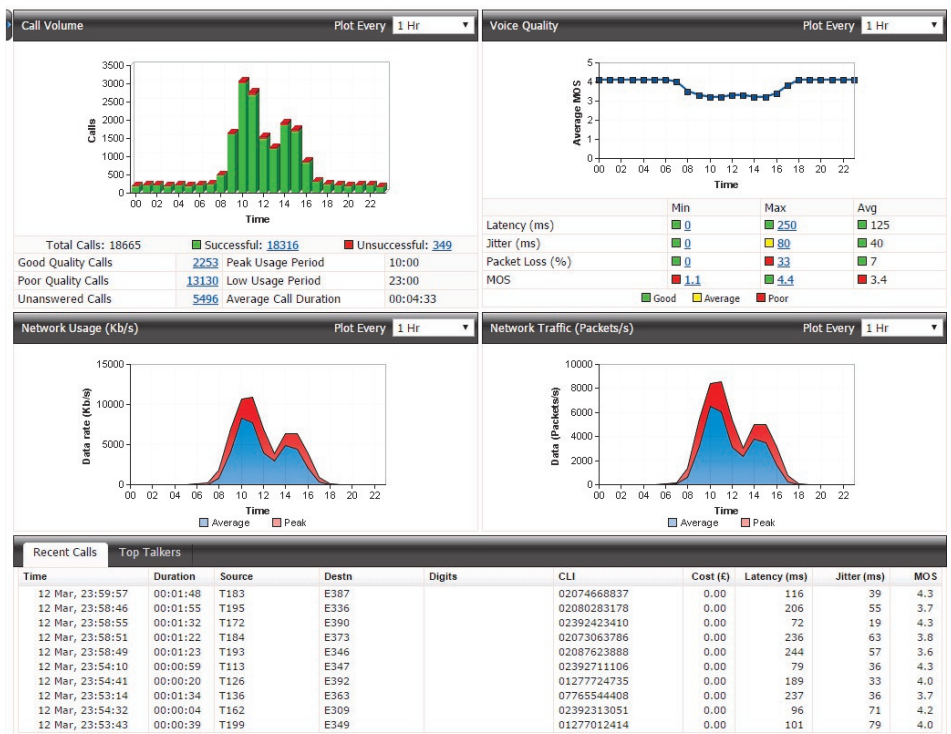 Call Volume Plot Every 1 Hr
3500
3000
2500
2000
1500
1000
500
0
Calls
00 02 04 06 08 10 12 14 16 18 20 22
Time
Total Calls: 18665 Successful: 18316 Unsuccessful: 349
Good Quality Calls 2253 Peak Usage Period 10:00
Poor Quality Calls 13130 Low Usage Period 23:00
Unanswered Calls 5496 Average Call Duration 00:04:33
Voice Quality Plot Every 1 Hr
5
4
3
2
1
0
Average MOS
00 02 04 06 08 10 12 14 16 18 20 22
Time
Min Max Avg
Latency (ms) 0 250 125
Jitter (ms) 0 80 40
Packet Loss (%) 0 33 7
MOS 1.1 4.4 3.4
Good Average Poor
Network Usage (Kb/s) Plot Every 1 Hr
15000
10000
5000
0
Data rate (Kb/s)
00 02 04 06 08 10 12 14 16 18 20 22
Time
Average Peak
Network Traffic (Packets/s) Plot Every 1 Hr
10000
8000
6000
4000
2000
0
Data (Packets/s)
00 02 04 06 08 10 12 14 16 18 20 22
Time
Average Peak
Recent Calls Top Talkers
Time Duration Source Destn Digits CLI Cost (£) Latency (ms) Jitter (ms) MOS
12 Mar, 23:59:57 00:01:48 T183 E387 02074668837 0.00 116 39 4.3
12 Mar, 23:58:46 00:01:55 T195 E336 02080283178 0.00 206 55 3.7
12 Mar, 23:58:55 00:01:32 T172 E390 02392423410 0.00 72 19 4.3
12 Mar, 23:58:51 00:01:22 T184 E373 02073063786 0.00 236 63 3.8
12 Mar, 23:58:49 00:01:23 T193 E346 02087623888 0.00 244 57 3.6
12 Mar, 23:54:10 00:00:59 T113 E347 02392711106 0.00 79 36 4.3
12 Mar, 23:54:41 00:00:20 T126 E392 01277724735 0.00 189 33 4.0
12 Mar, 23:53:14 00:01:34 T136 E363 07765544408 0.00 237 36 3.7
12 Mar, 23:54:32 00:00:04 T162 E309 02392313051 0.00 96 71 4.2
12 Mar, 23:53:43 00:00:39 T199 E349 01277012414 0.00 101 79 4.0